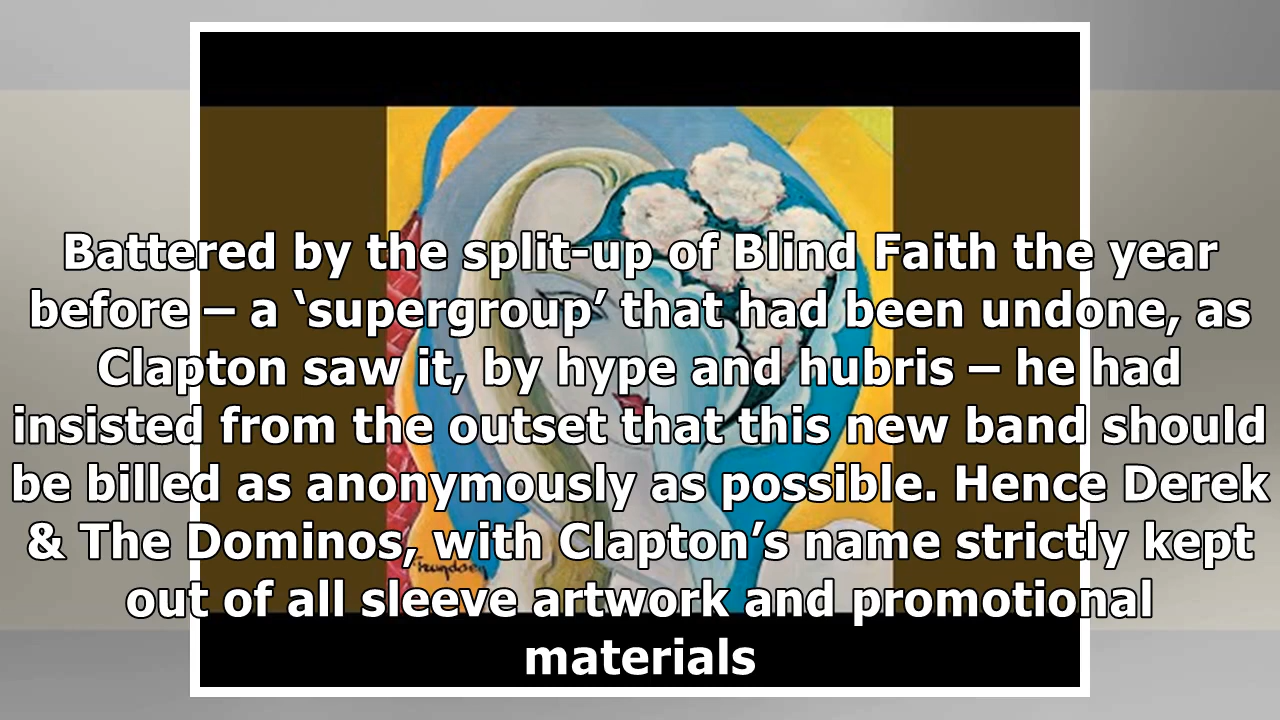 Battered by the split-up of Blind Faith the year
before – a ‘supergroup’ that had been undone, as
Clapton saw it, by hype and hubris – he had
insisted from the outset that this new band should
be billed as anonymously as possible. Hence Derek
& The Dominos, with Clapton’s name strictly kept
out of all sleeve artwork and promotional
materials